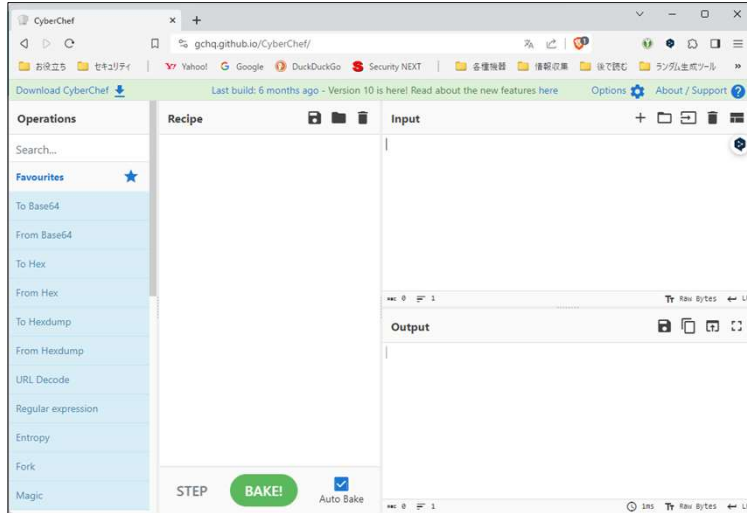 CyberChef
gchq.github.io/CyberChef/
お役立ち セキュリティ Yahoo! Google DuckDuckGo Security NEXT 各種機器 情報収集 後で読む ランダム生成ツール »
Download CyberChef Last build: 6 months ago - Version 10 is here! Read about the new features here Options About / Support
Operations
Recipe
Input
Search...
Favourites
To Base64
From Base64
To Hex
From Hex
To Hexdump
From Hexdump
URL Decode
Regular expression
Entropy
Fork
Magic
STEP
BAKE!
Auto Bake
0 1 Raw Bytes
Output
0 1 1ms Raw Bytes